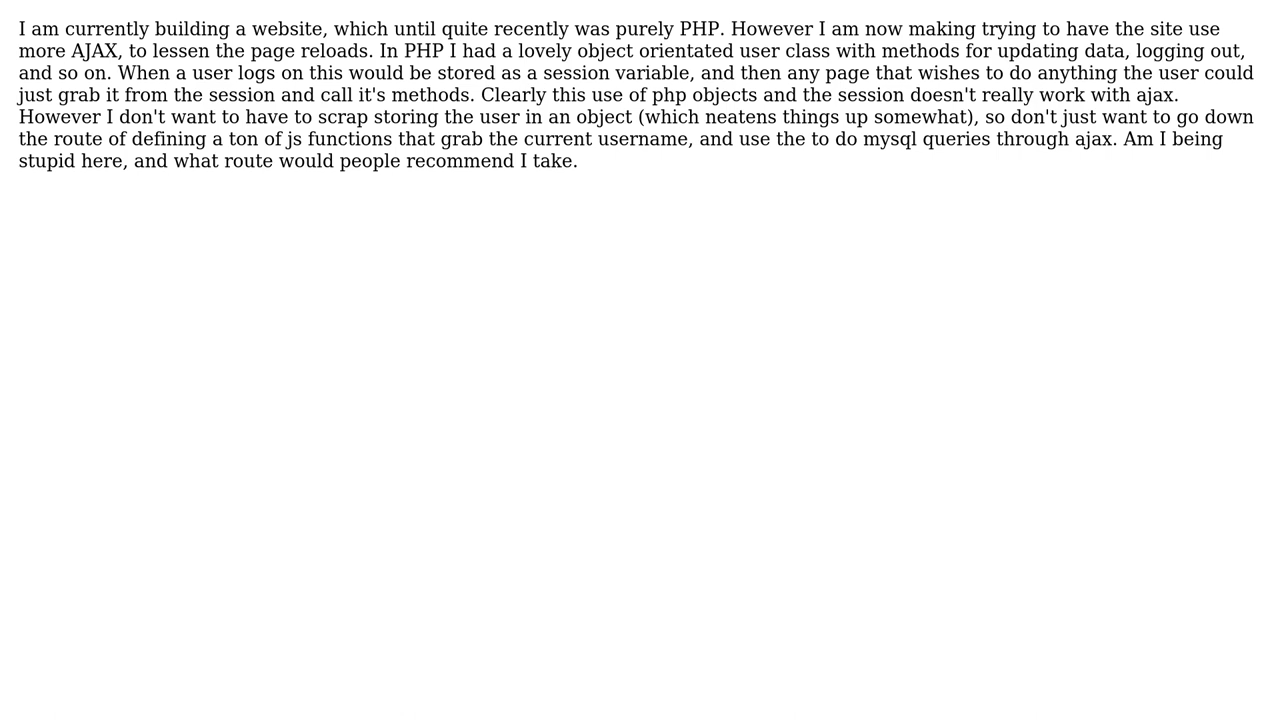 I am currently building a website, which until quite recently was purely PHP. However I am now making trying to have the site use
more AJAX, to lessen the page reloads. In PHP I had a lovely object orientated user class with methods for updating data, logging out,
and so on. When a user logs on this would be stored as a session variable, and then any page that wishes to do anything the user could
just grab it from the session and call it's methods. Clearly this use of php objects and the session doesn't really work with ajax.
However I don't want to have to scrap storing the user in an object (which neatens things up somewhat), so don't just want to go down
the route of defining a ton of js functions that grab the current username, and use the to do mysql queries through ajax. Am I being
stupid here, and what route would people recommend I take.